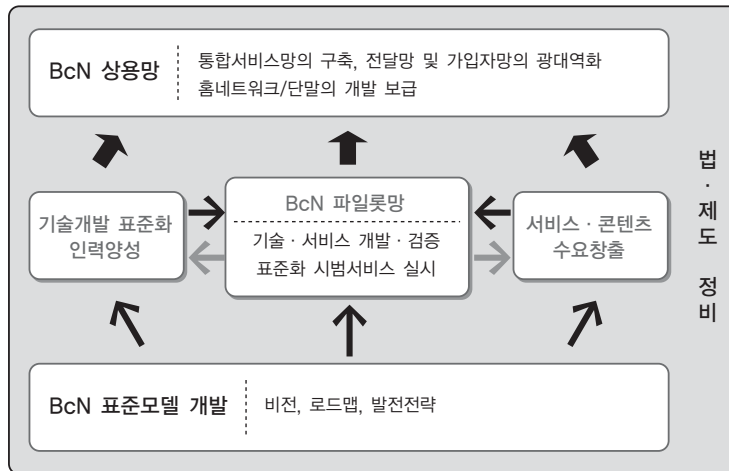 BcN 상용망
통합서비스망의 구축, 전달망 및 가입자망의 광대역화
홈네트워크/단말의 개발 보급
기술개발 표준화
인력양성
BcN 파일롯망
기술 · 서비스 개발 · 검증
표준화 시범서비스 실시
서비스 · 콘텐츠
수요창출
BcN 표준모델 개발
비전, 로드맵, 발전전략
법 · 제도 정비